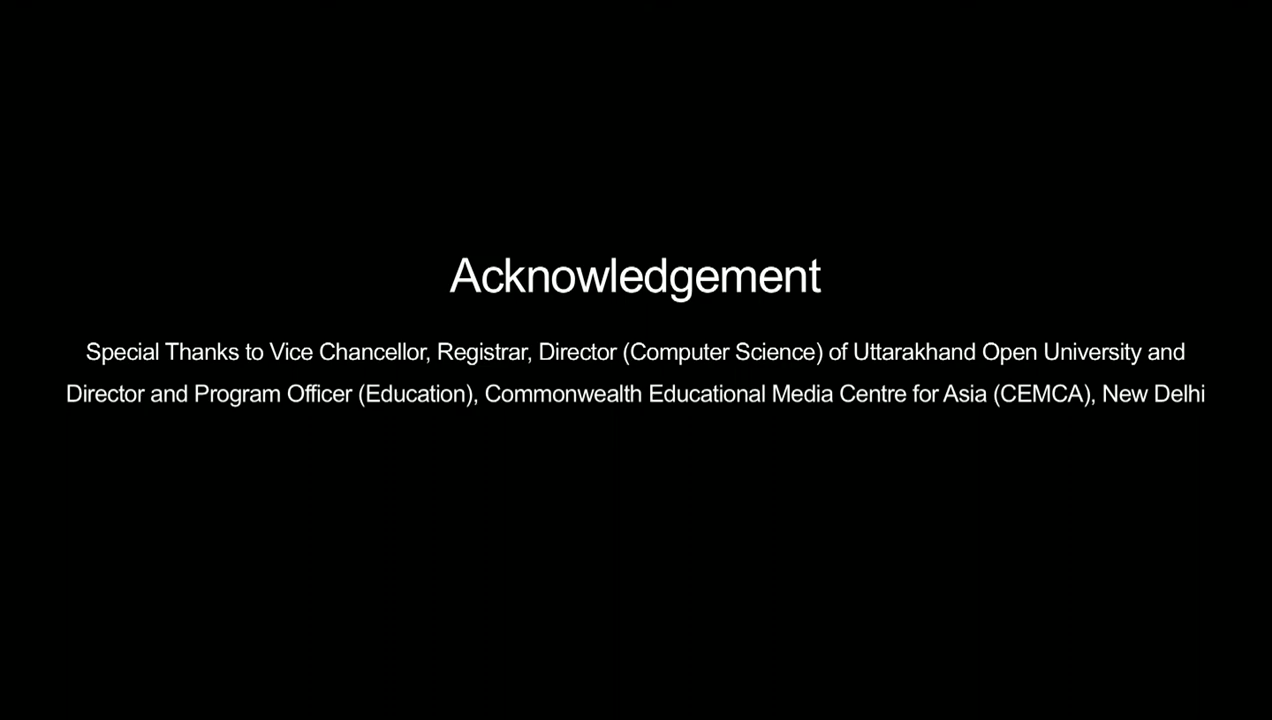 Acknowledgement
Special Thanks to Vice Chancellor, Registrar, Director (Computer Science) of Uttarakhand Open University and
Director and Program Officer (Education), Commonwealth Educational Media Centre for Asia (CEMCA), New Delhi